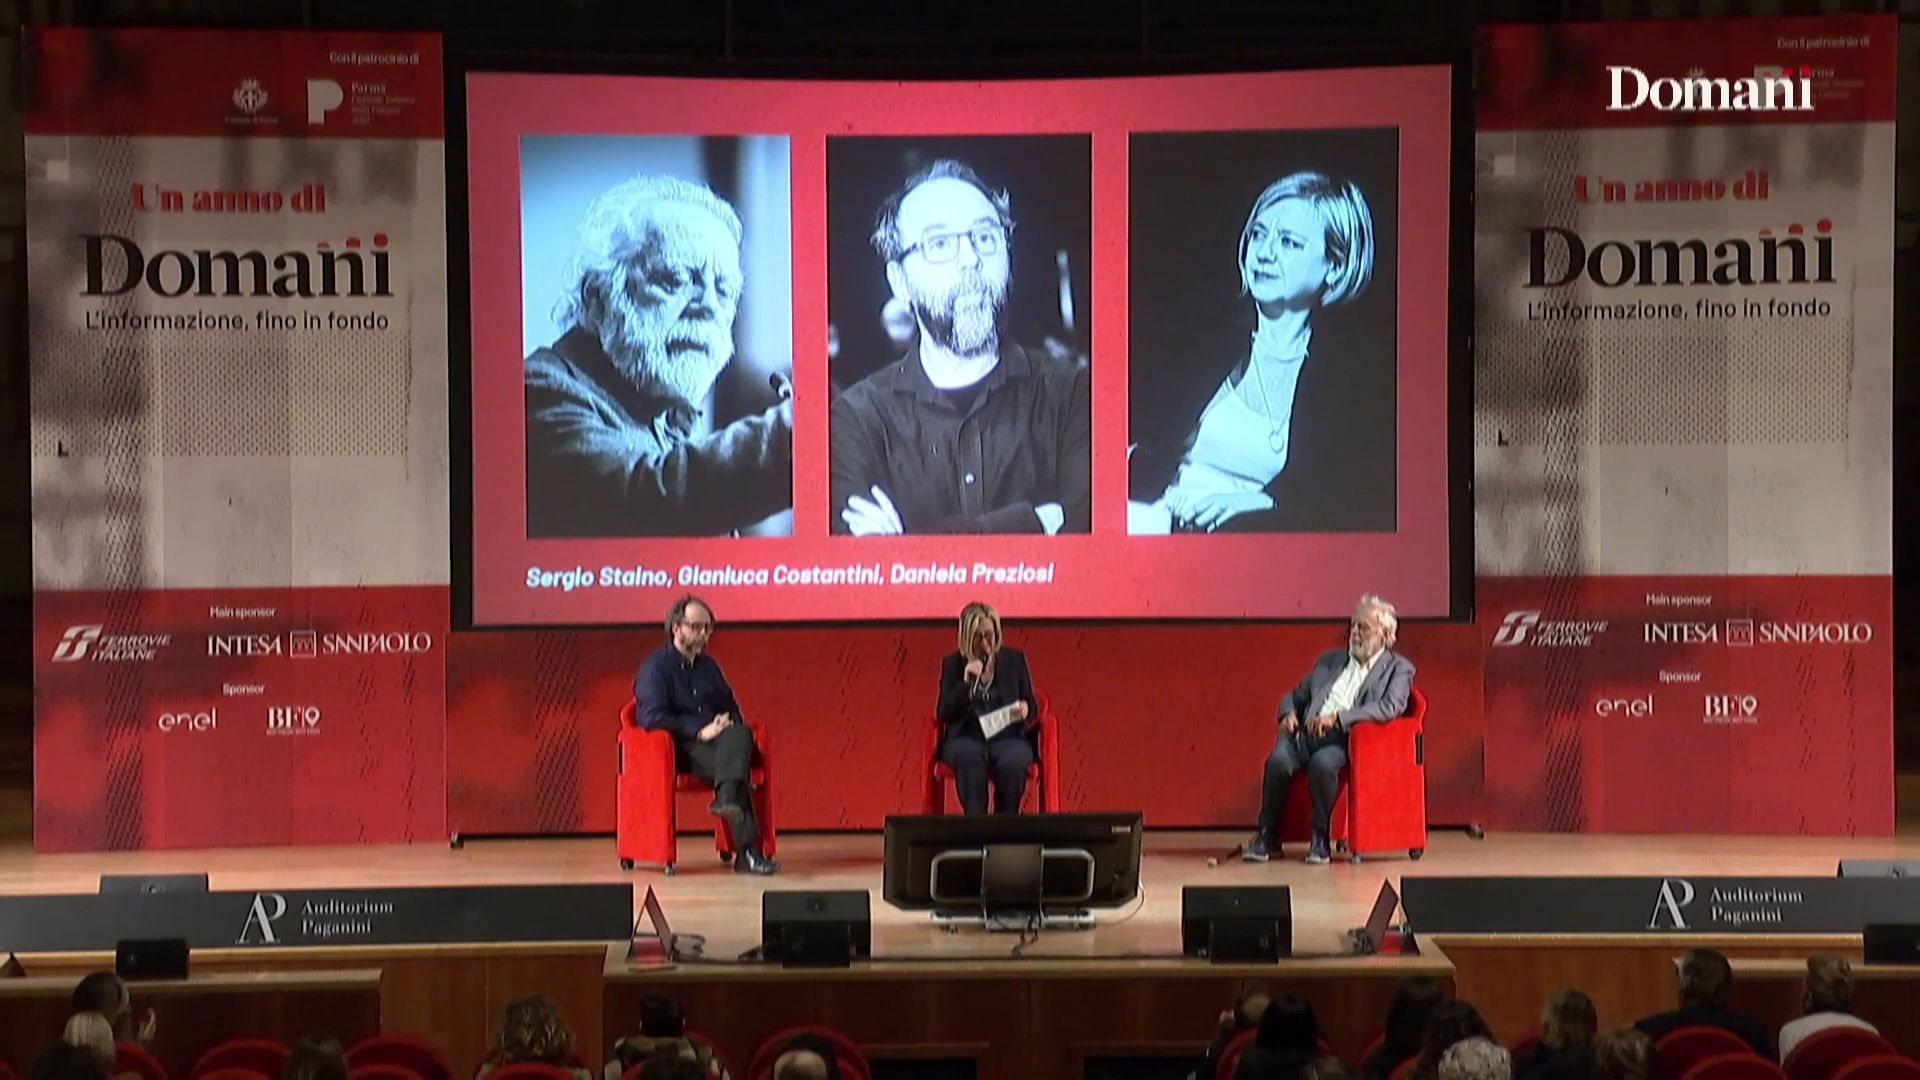 Con il patrocinio di
Parma
Un anno di
Domani
L'informazione, fino in fondo
Main sponsor
FERROVIE
ITALIANE
INTESA SANPAOLO
Sponsor
enel
BF
Sergio Staino, Gianluca Costantini, Daniela Preziosi
Con il patrocinio di
Domani
Un anno di
Domani
L'informazione, fino in fondo
Main sponsor
FERROVIE
ITALIANE
INTESA SANPAOLO
Sponsor
enel
BF
AP Auditorium
Paganini
AP Auditorium
Paganini